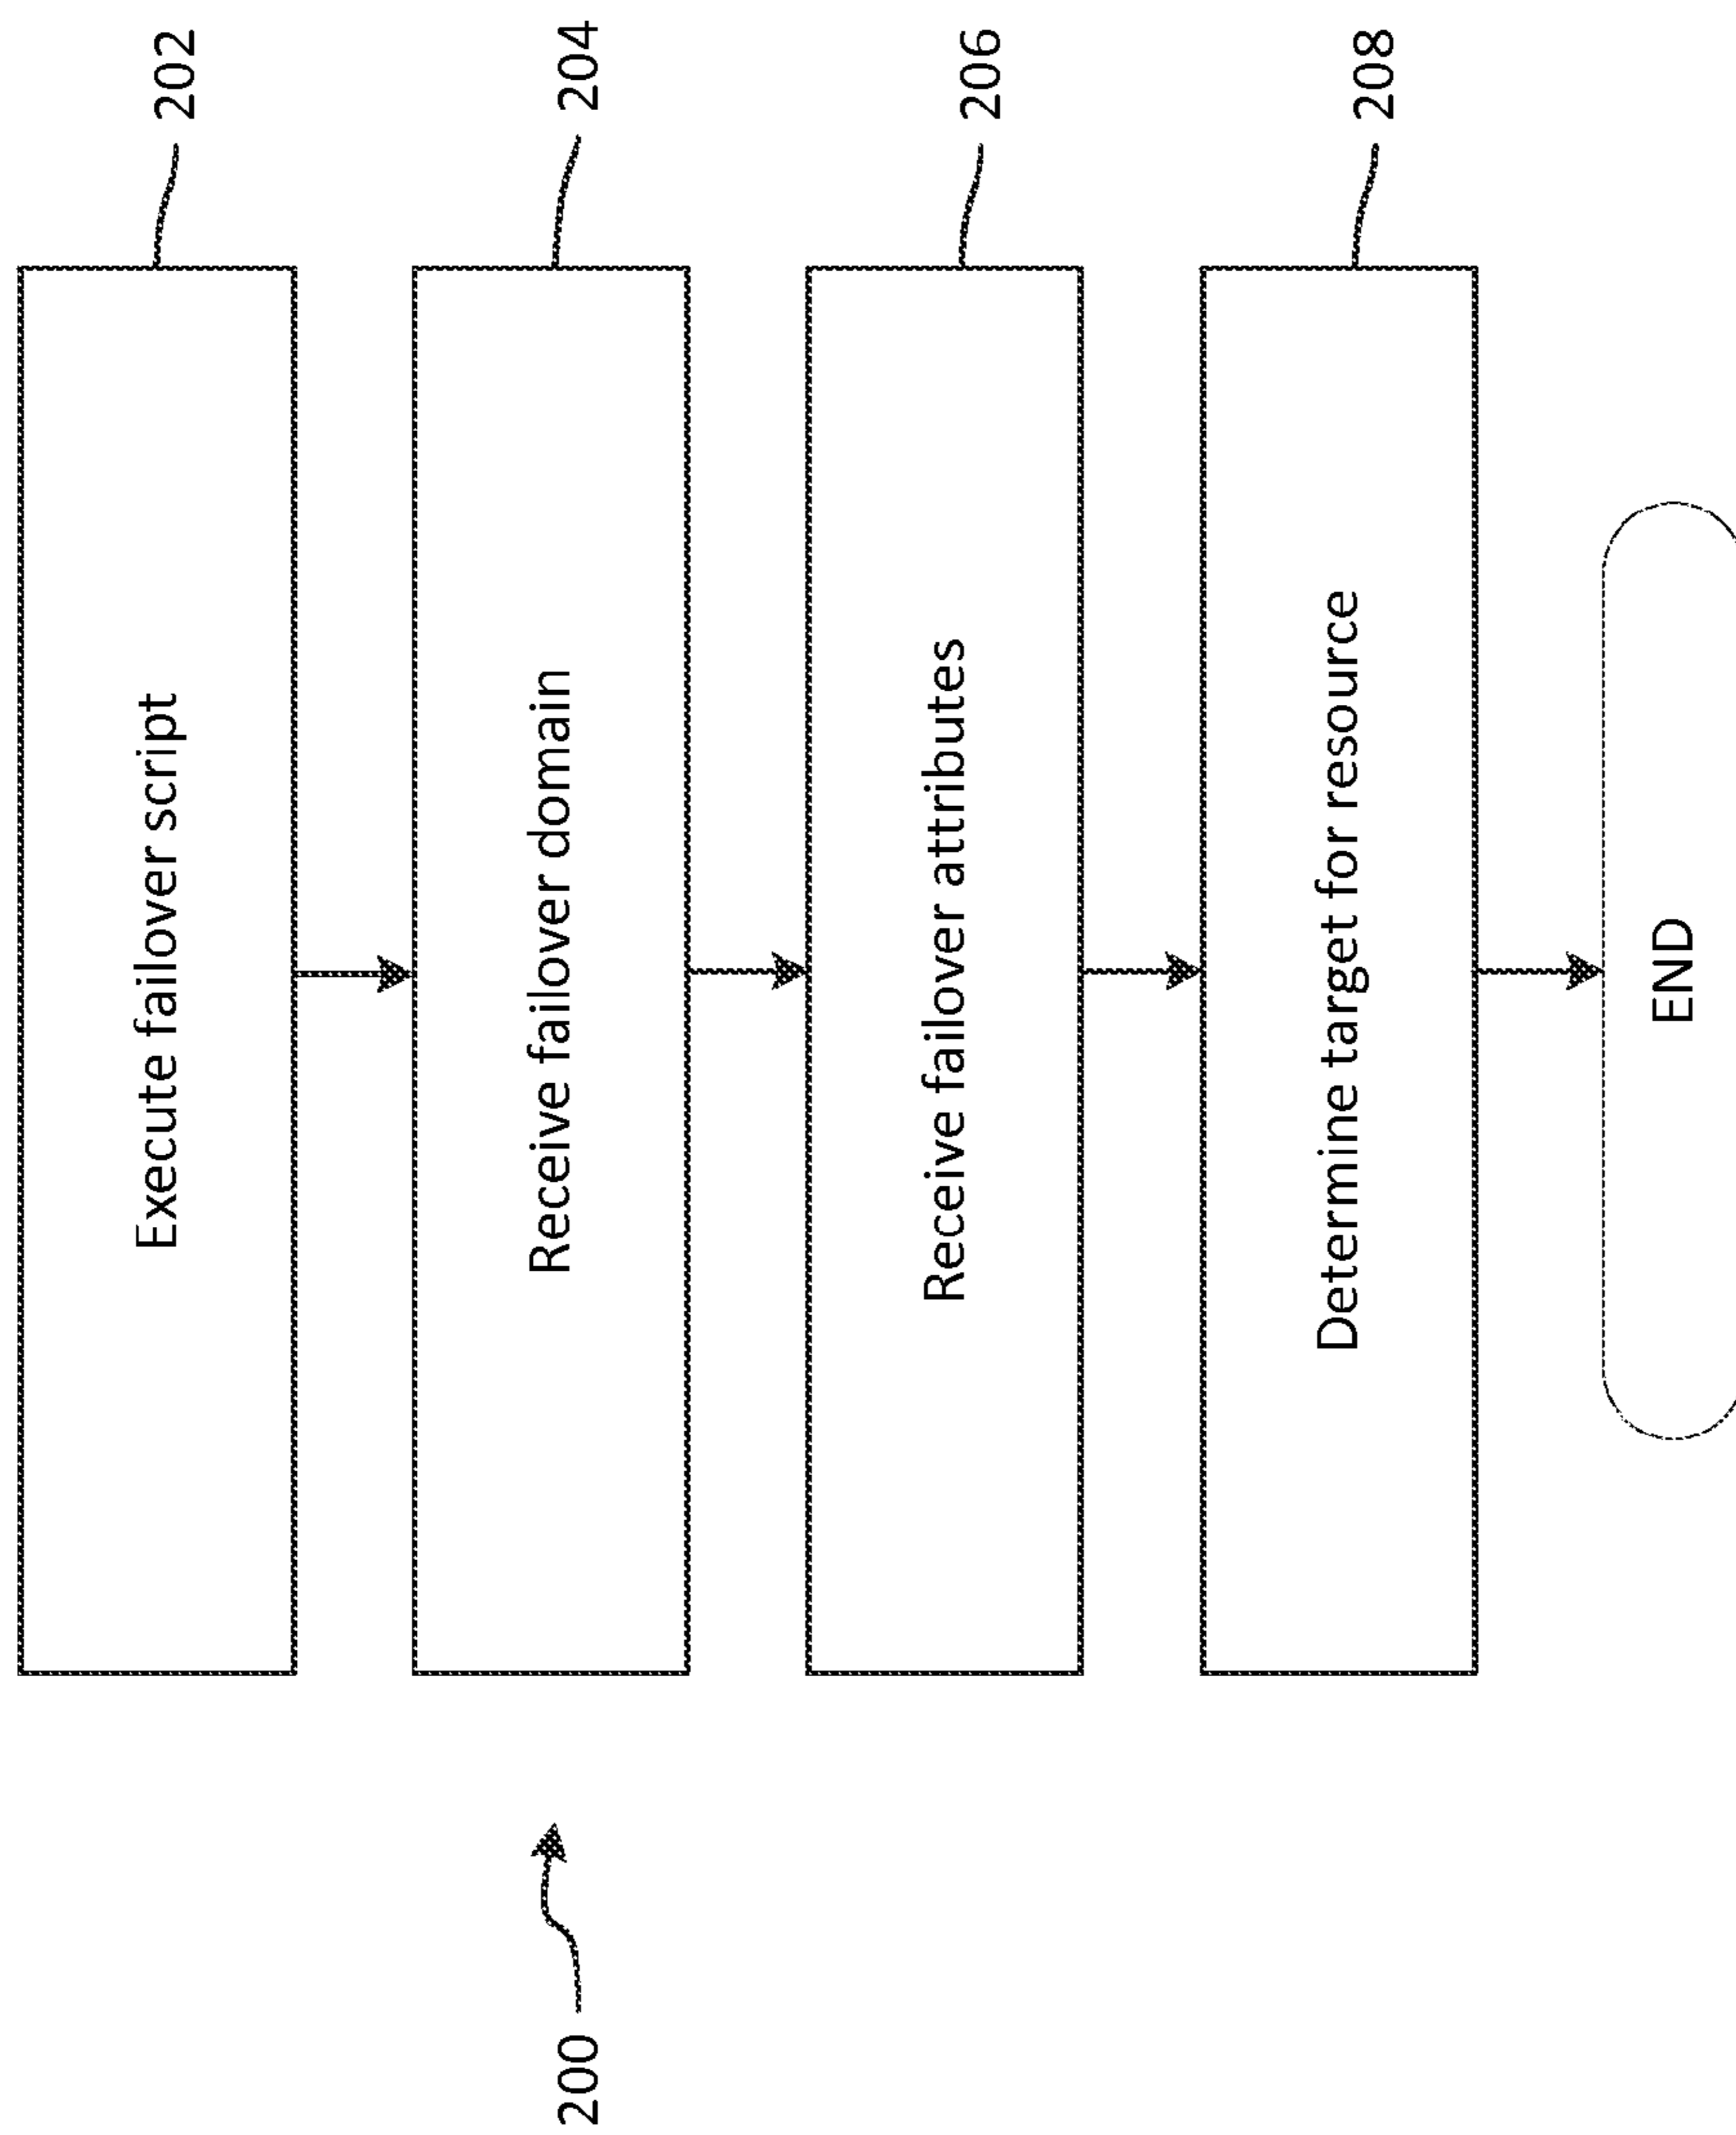 Execute failover script
202
Receive failover domain
204
Receive failover attributes
206
Determine target for resource
208
END
200